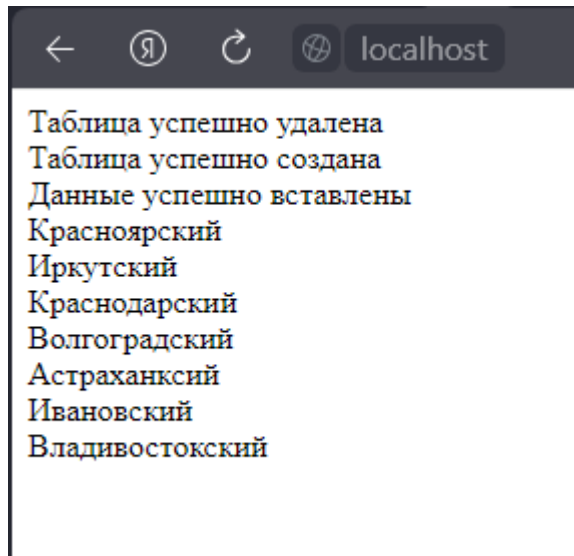 localhost
Таблица успешно удалена
Таблица успешно создана
Данные успешно вставлены
Красноярский
Иркутский
Краснодарский
Волгоградский
Астраханксий
Ивановский
Владивостокский